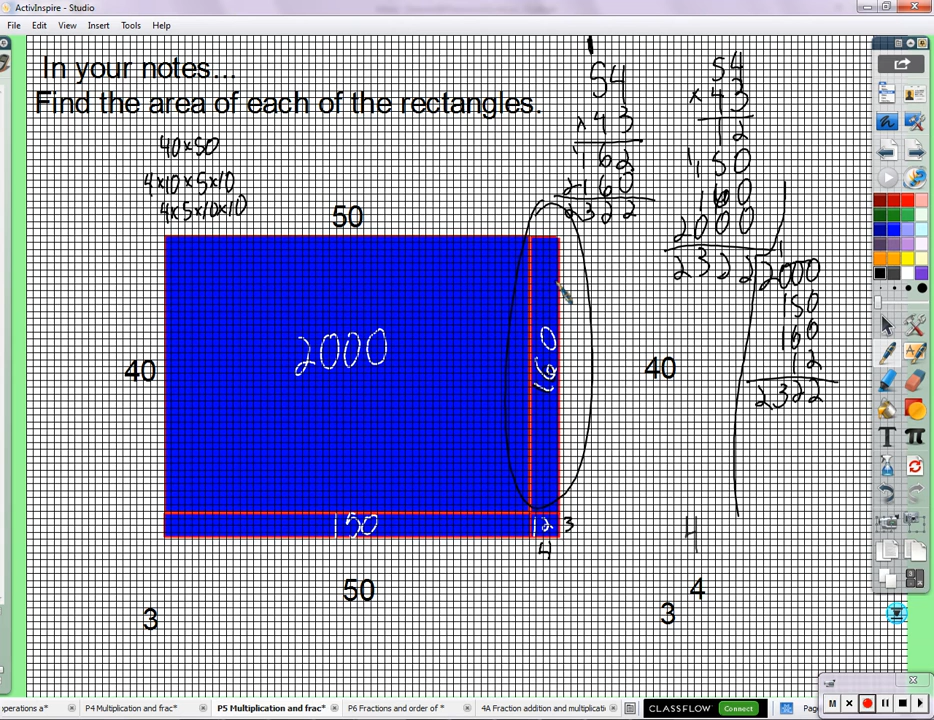 ActivInspire - Studio
File Edit View Insert Tools Help
In your notes...
Find the area of each of the rectangles.
40×50
4×10×5×10
4×5×10×10
1
54
×43
162
2160
2322
54
×43
12
150
160
2000
2322
2000
150
160
12
2322
50
40
2000
160
40
150
12
3
4
4
50
4
3
3
perations a*
P4 Multiplication and frac*
P5 Multiplication and frac*
P6 Fractions and order of *
4A Fraction addition and multiplicati
CLASSFLOW
Connect
Pag
M